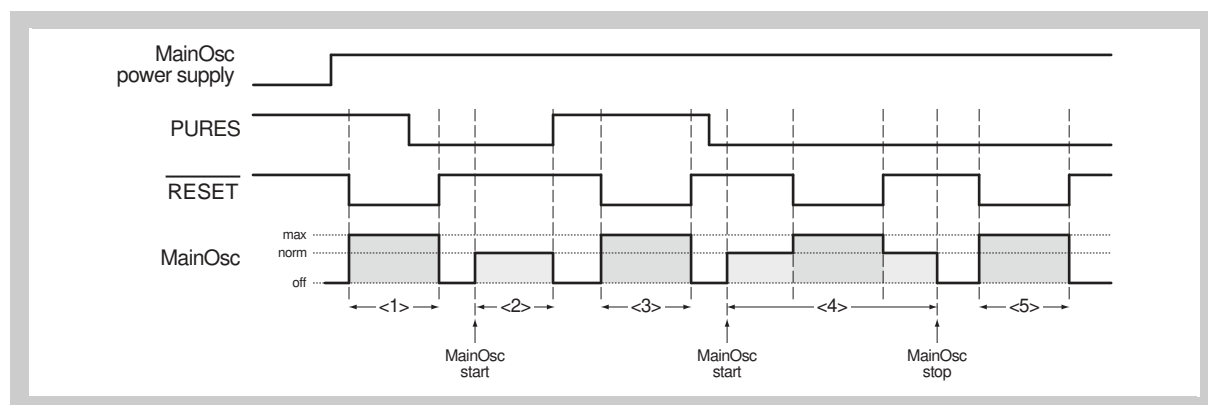 MainOsc
power supply
PURES
RESET
MainOsc
max
norm
off
<1>
<2>
<3>
<4>
<5>
MainOsc
start
MainOsc
start
MainOsc
stop